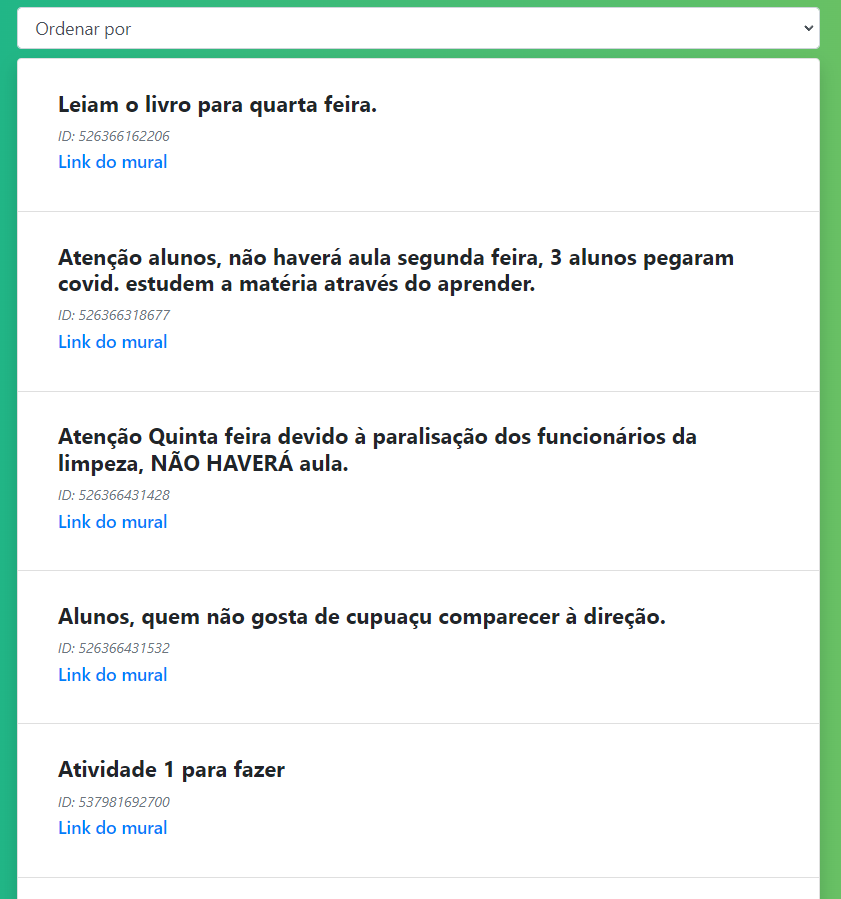 Ordenar por
Leiam o livro para quarta feira.
ID: 526366162206
Link do mural
Atenção alunos, não haverá aula segunda feira, 3 alunos pegaram
covid. estudem a matéria através do aprender.
ID: 526366318677
Link do mural
Atenção Quinta feira devido à paralisação dos funcionários da
limpeza, NÃO HAVERÁ aula.
ID: 526366431428
Link do mural
Alunos, quem não gosta de cupuaçu comparecer à direção.
ID: 526366431532
Link do mural
Atividade 1 para fazer
ID: 537981692700
Link do mural